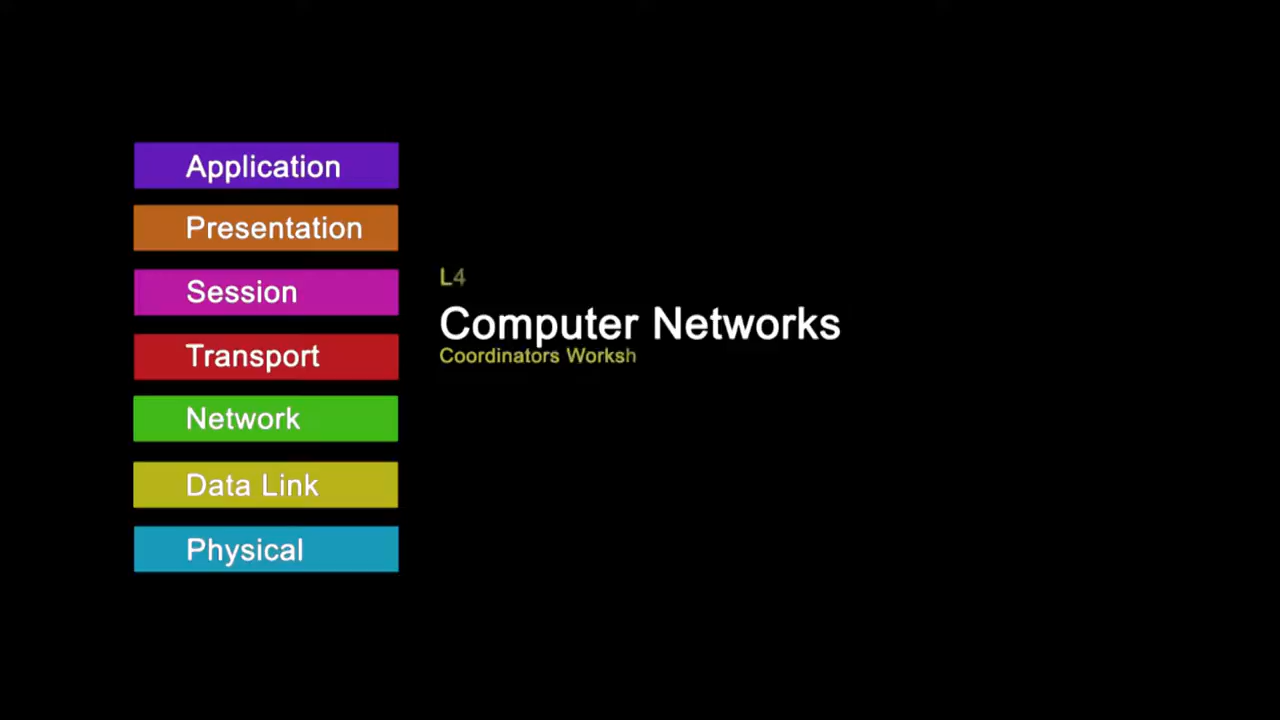 Application
Presentation
Session
Transport
Network
Data Link
Physical
L4
Computer Networks
Coordinators Worksh